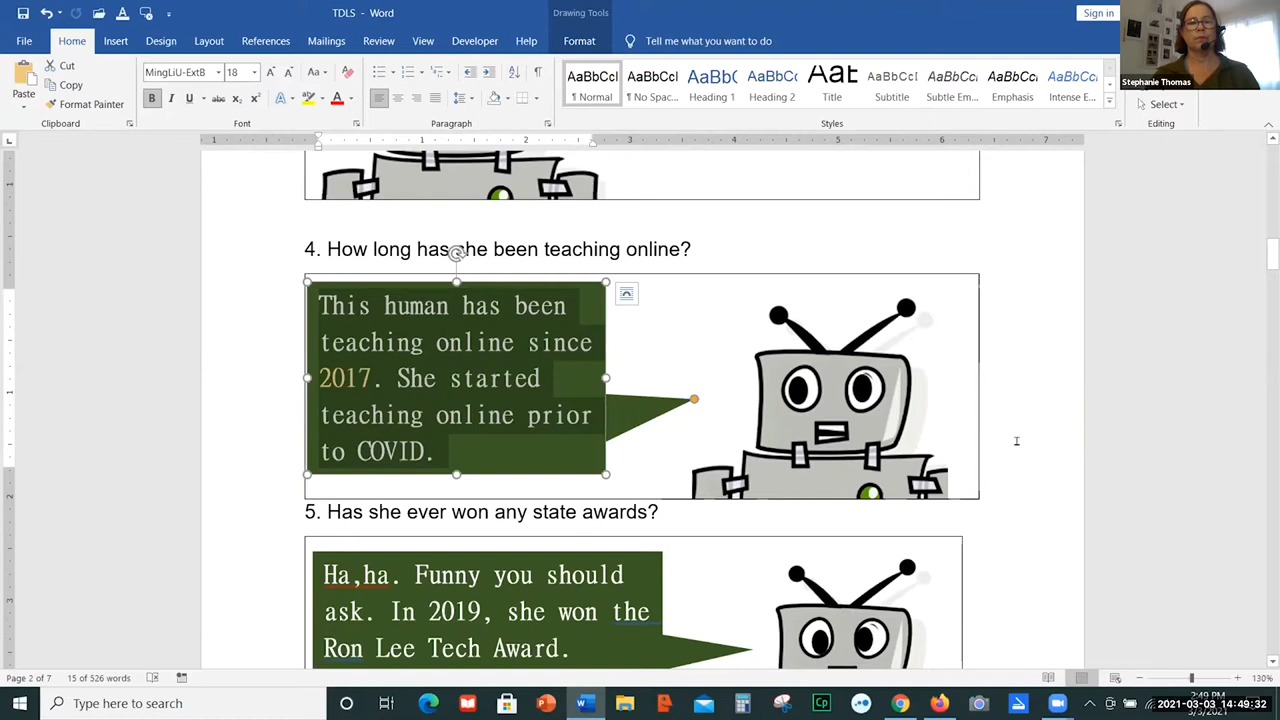 TDLS - Word
Drawing Tools
Sign in
File
Home
Insert
Design
Layout
References
Mailings
Review
View
Developer
Help
Format
Tell me what you want to do
Stephanie Thomas
Paste
Cut
Copy
Format Painter
MingLiU-ExtB
18
AaBbCcI
AaBbCcI
AaBb(
AaBbCc
AaB
AaBbCcI
AaBbCcI
AaBbCcI
AaBbCcI
¶ Normal
¶ No Spac...
Heading 1
Heading 2
Title
Subtitle
Subtle Em...
Emphasis
Intense E...
Select
Clipboard
Font
Paragraph
Styles
Editing
4. How long has she been teaching online?
This human has been
teaching online since
2017. She started
teaching online prior
to COVID.
5. Has she ever won any state awards?
Ha,ha. Funny you should
ask. In 2019, she won the
Ron Lee Tech Award.
Page 2 of 7
15 of 526 words
130%
Type here to search
2:49 PM
2021-03-03 14:49:32